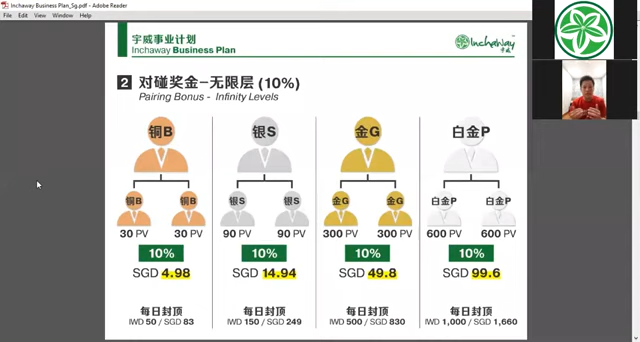 Inchaway Business Plan_Sg.pdf - Adobe Reader
File Edit View Window Help
宇威事业计划
Inchaway Business Plan
Inchaway
宇威
2 对碰奖金-无限层 (10%)
Pairing Bonus - Infinity Levels
铜B 银S 金G 白金P
铜B 铜B 银S 银S 金G 金G 白金P 白金P
30 PV 30 PV 90 PV 90 PV 300 PV 300 PV 600 PV 600 PV
10% 10% 10% 10%
SGD 4.98 SGD 14.94 SGD 49.8 SGD 99.6
每日封顶 每日封顶 每日封顶 每日封顶
IWD 50 / SGD 83 IWD 150 / SGD 249 IWD 500 / SGD 830 IWD 1,000 / SGD 1,660